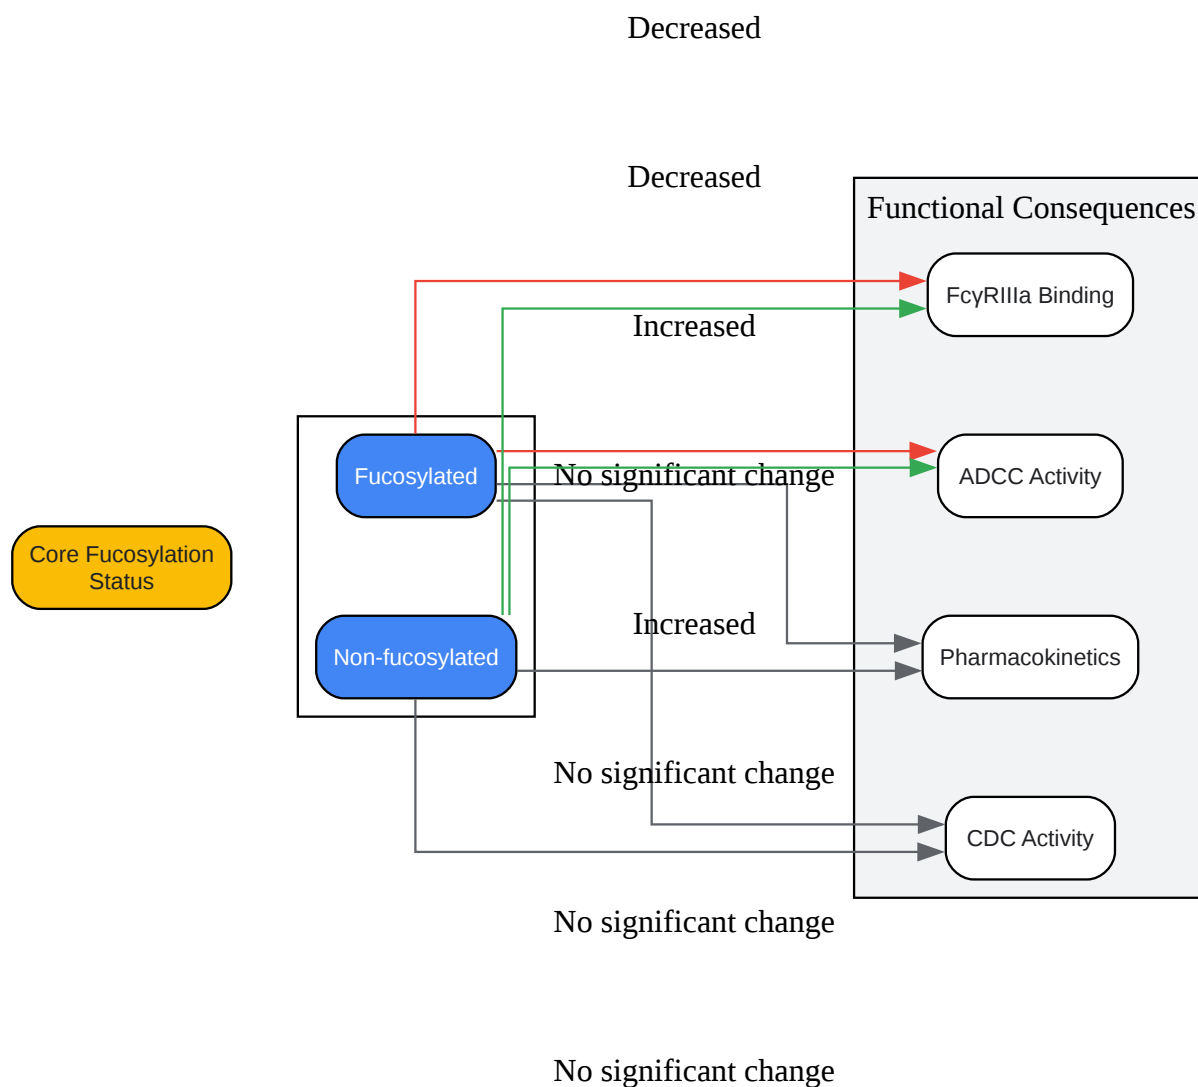 Decreased
Decreased
Functional Consequences
FcγRIIIa Binding
Increased
Fucosylated
No significant change
ADCC Activity
Core Fucosylation
Status
Increased
Non-fucosylated
Pharmacokinetics
No significant change
CDC Activity
No significant change
No significant change